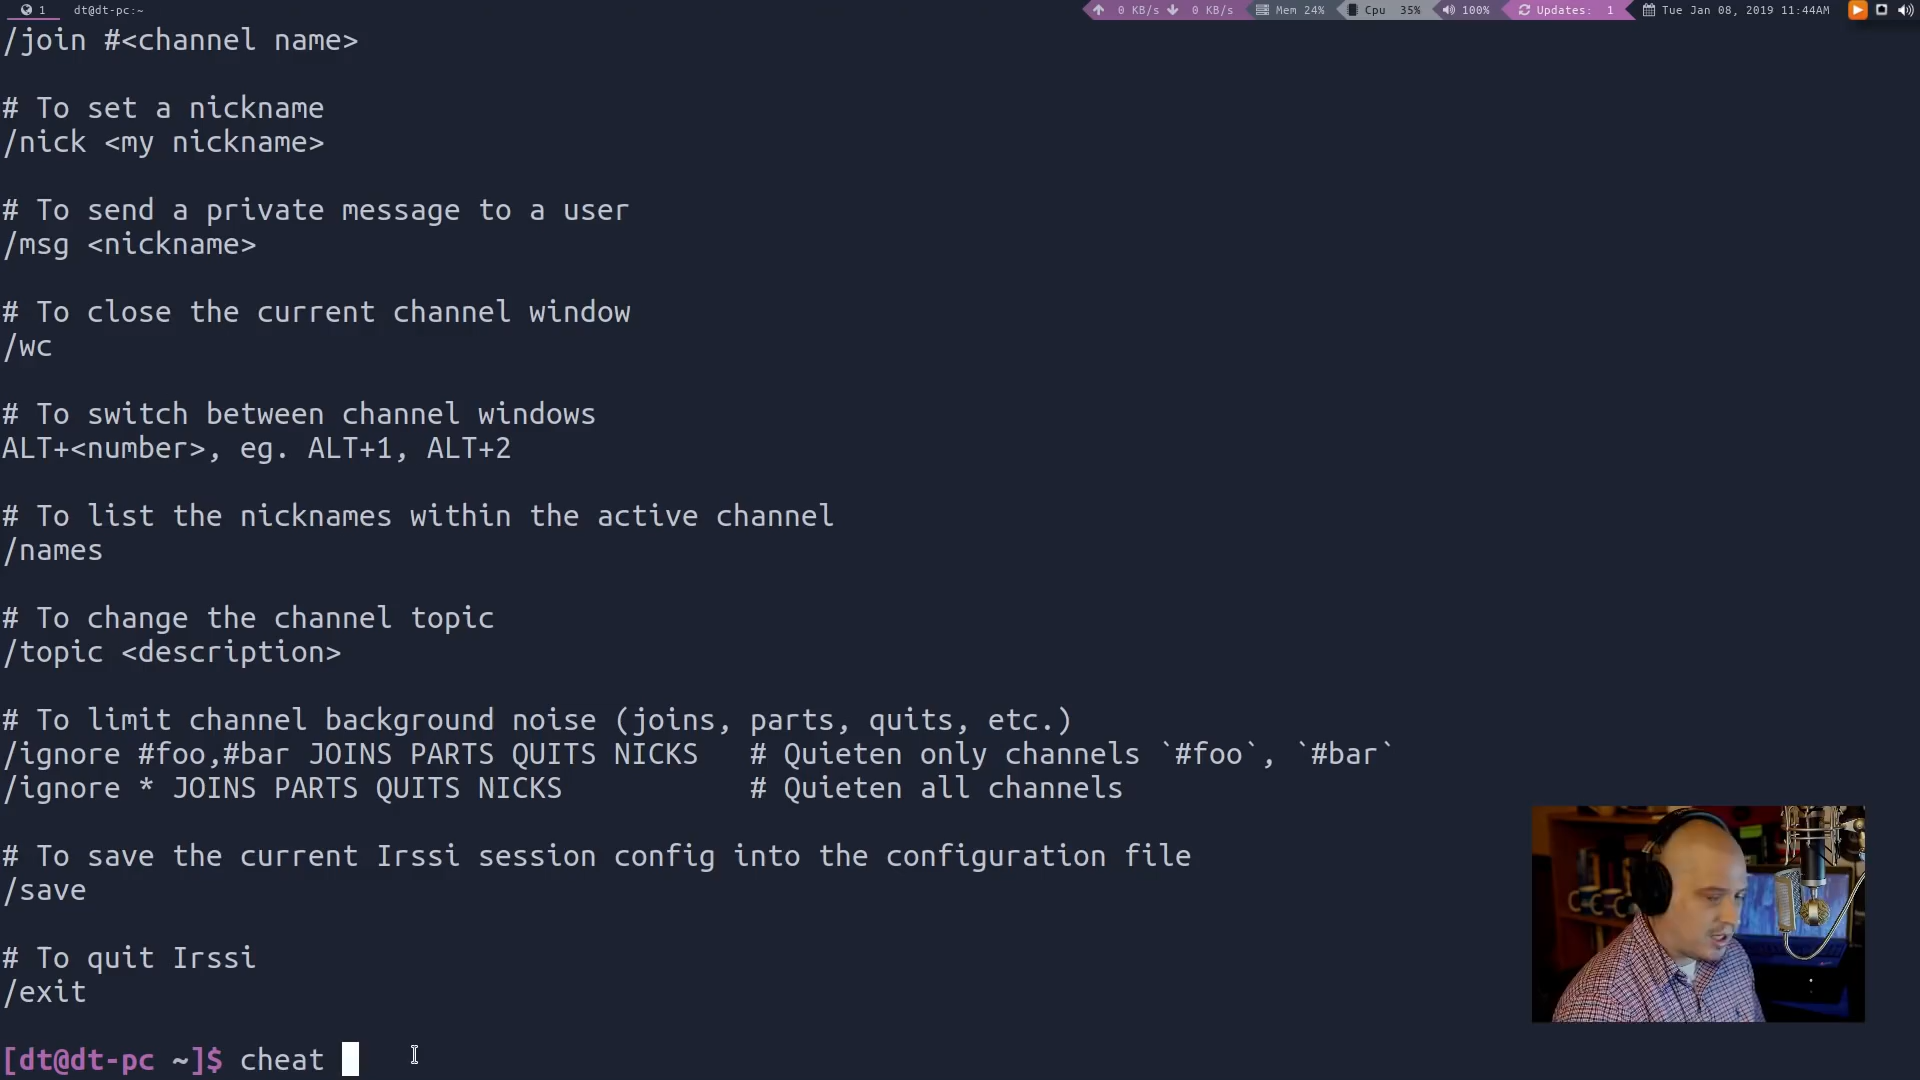 1 dt@dt-pc:~ 0 KB/s 0 KB/s Mem 24% Cpu 35% 100% Updates: 1 Tue Jan 08, 2019 11:44AM
/join #<channel name>
# To set a nickname
/nick <my nickname>
# To send a private message to a user
/msg <nickname>
# To close the current channel window
/wc
# To switch between channel windows
ALT+<number>, eg. ALT+1, ALT+2
# To list the nicknames within the active channel
/names
# To change the channel topic
/topic <description>
# To limit channel background noise (joins, parts, quits, etc.)
/ignore #foo,#bar JOINS PARTS QUITS NICKS # Quieten only channels `#foo`, `#bar`
/ignore * JOINS PARTS QUITS NICKS # Quieten all channels
# To save the current Irssi session config into the configuration file
/save
# To quit Irssi
/exit
[dt@dt-pc ~]$ cheat